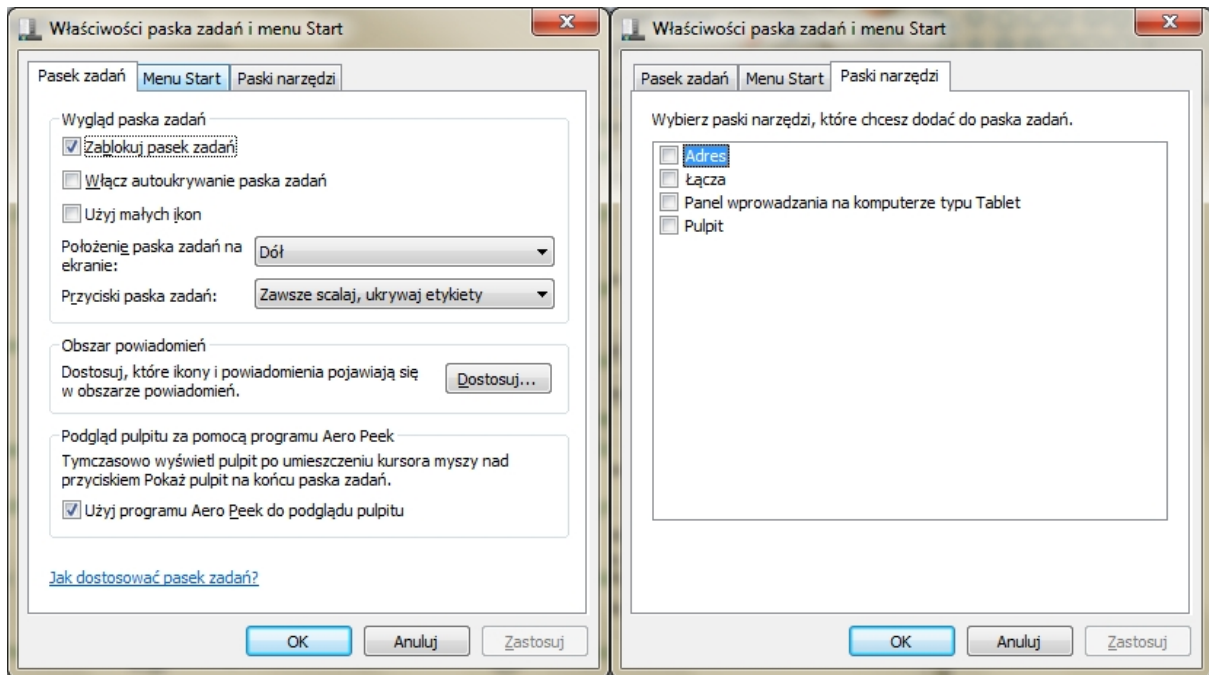 Właściwości paska zadań i menu Start
Pasek zadań
Menu Start
Paski narzędzi
Wygląd paska zadań
Zablokuj pasek zadań
Włącz autoukrywanie paska zadań
Użyj małych ikon
Położenie paska zadań na
ekranie:
Dół
Przyciski paska zadań:
Zawsze scalaj, ukrywaj etykiety
Obszar powiadomień
Dostosuj, które ikony i powiadomienia pojawiają się
w obszarze powiadomień.
Dostosuj...
Podgląd pulpitu za pomocą programu Aero Peek
Tymczasowo wyświetl pulpit po umieszczeniu kursora myszy nad
przyciskiem Pokaż pulpit na końcu paska zadań.
Użyj programu Aero Peek do podglądu pulpitu
Jak dostosować pasek zadań?
OK
Anuluj
Zastosuj
Właściwości paska zadań i menu Start
Pasek zadań
Menu Start
Paski narzędzi
Wybierz paski narzędzi, które chcesz dodać do paska zadań.
Adres
Łącza
Panel wprowadzania na komputerze typu Tablet
Pulpit
OK
Anuluj
Zastosuj